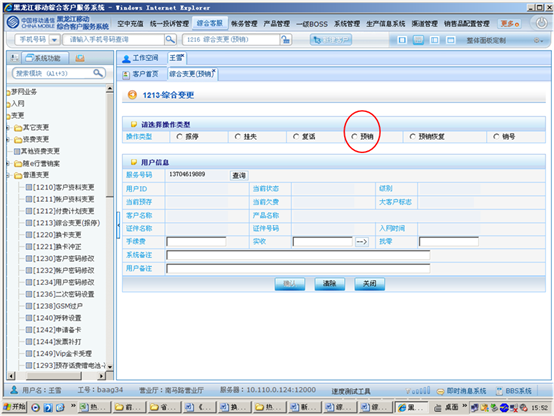 黑龙江移动综合客户服务系统 - Windows Internet Explorer
中国移动通信
CHINA MOBILE
黑龙江移动
综合客户服务系统
空中充值 统一投诉管理 综合客服 帐务管理 产品管理 一级BOSS 系统管理 生产信息系统 渠道管理 销售品配置管理 更多
手机号码 请输入手机号码查询 1218 综合变更(预销) 整体面板定制
系统功能 工作空间 王雪
搜索模块 (Alt+3) 客户首页 综合变更(预销)
梦网业务
入网
变更
其它变更
资费变更
其他资费变更
随e行营销案
普通变更
[1210]客户资料变更
[1211]帐户资料变更
[1212]付费计划变更
[1213]综合变更(报停)
[1220]换卡变更
[1221]换卡冲正
[1230]客户密码修改
[1232]帐户密码修改
[1234]用户密码修改
[1236]二次密码设置
[1238]GSM过户
[1240]呼转设置
[1242]申请备卡
[1244]发票打
[1249]Vip金卡受理
[1293]预存话费赠电池
1213-综合变更
请选择操作类型
操作类型 报停 挂失 复话 预销 预销恢复 销号
用户信息
服务号码 13704619889 查询
用户ID 当前状态 级别
当前预存 当前欠费 大客户标志
客户名称 产品名称
证件名称 证件号码 入网时间
手续费 实收 --> 找零
系统备注
用户备注
确认 清除 关闭
用户名：王雪 工号：baag34 营业厅：南马路营业厅 服务器：10.110.0.124:12000 速度测试工具 即时消息系统 BBS系统
桌面 15:52